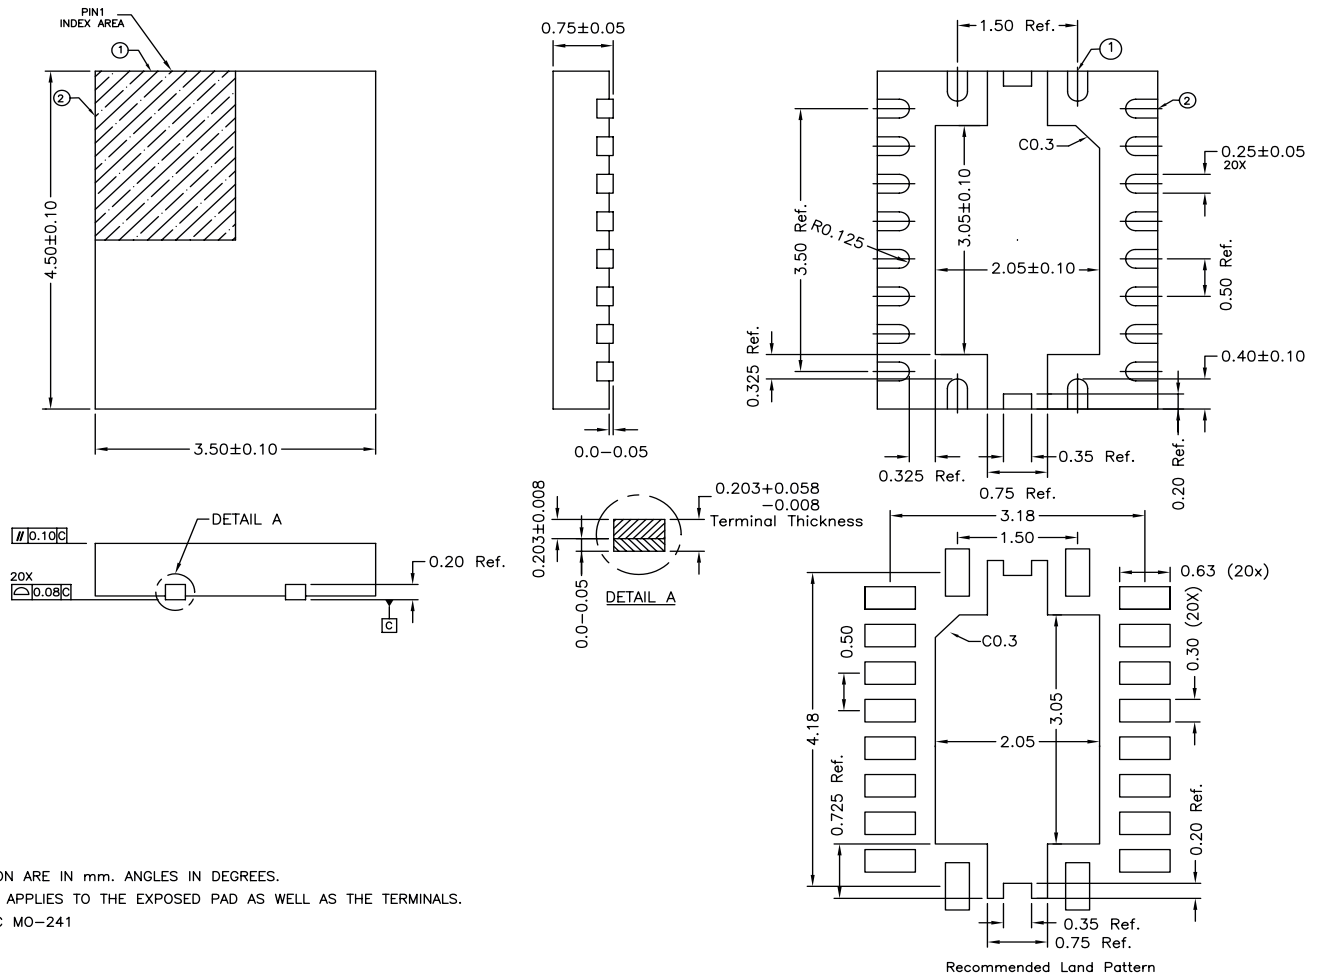 PIN1
INDEX AREA
1
2
4.50±0.10
3.50±0.10
0.75±0.05
0.0–0.05
1.50 Ref.
1
2
C0.3
0.25±0.05
20X
3.50 Ref.
R0.125
3.05±0.10
2.05±0.10
0.50 Ref.
0.325 Ref.
0.40±0.10
0.325 Ref.
0.35 Ref.
0.75 Ref.
0.20 Ref.
// 0.10 C
20X
0.08 C
DETAIL A
0.20 Ref.
C
0.203±0.008
0.0–0.05
0.203+0.058
–0.008
Terminal Thickness
DETAIL A
3.18
1.50
0.63 (20x)
0.30 (20X)
0.50
C0.3
4.18
3.05
2.05
0.725 Ref.
0.20 Ref.
0.35 Ref.
0.75 Ref.
Recommended Land Pattern
ON ARE IN mm. ANGLES IN DEGREES.
APPLIES TO THE EXPOSED PAD AS WELL AS THE TERMINALS.
C MO–241